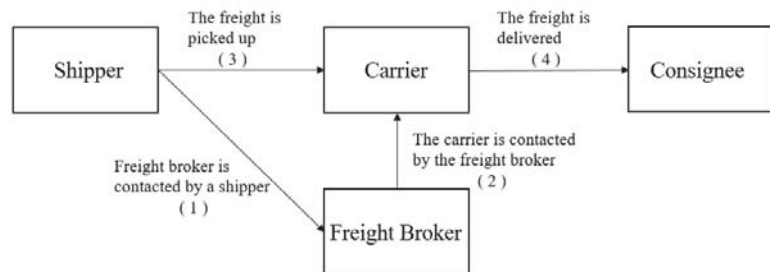 The freight is
picked up
( 3 )
The freight is
delivered
( 4 )
Shipper
Carrier
Consignee
Freight broker is
contacted by a shipper
( 1 )
The carrier is contacted
by the freight broker
( 2 )
Freight Broker